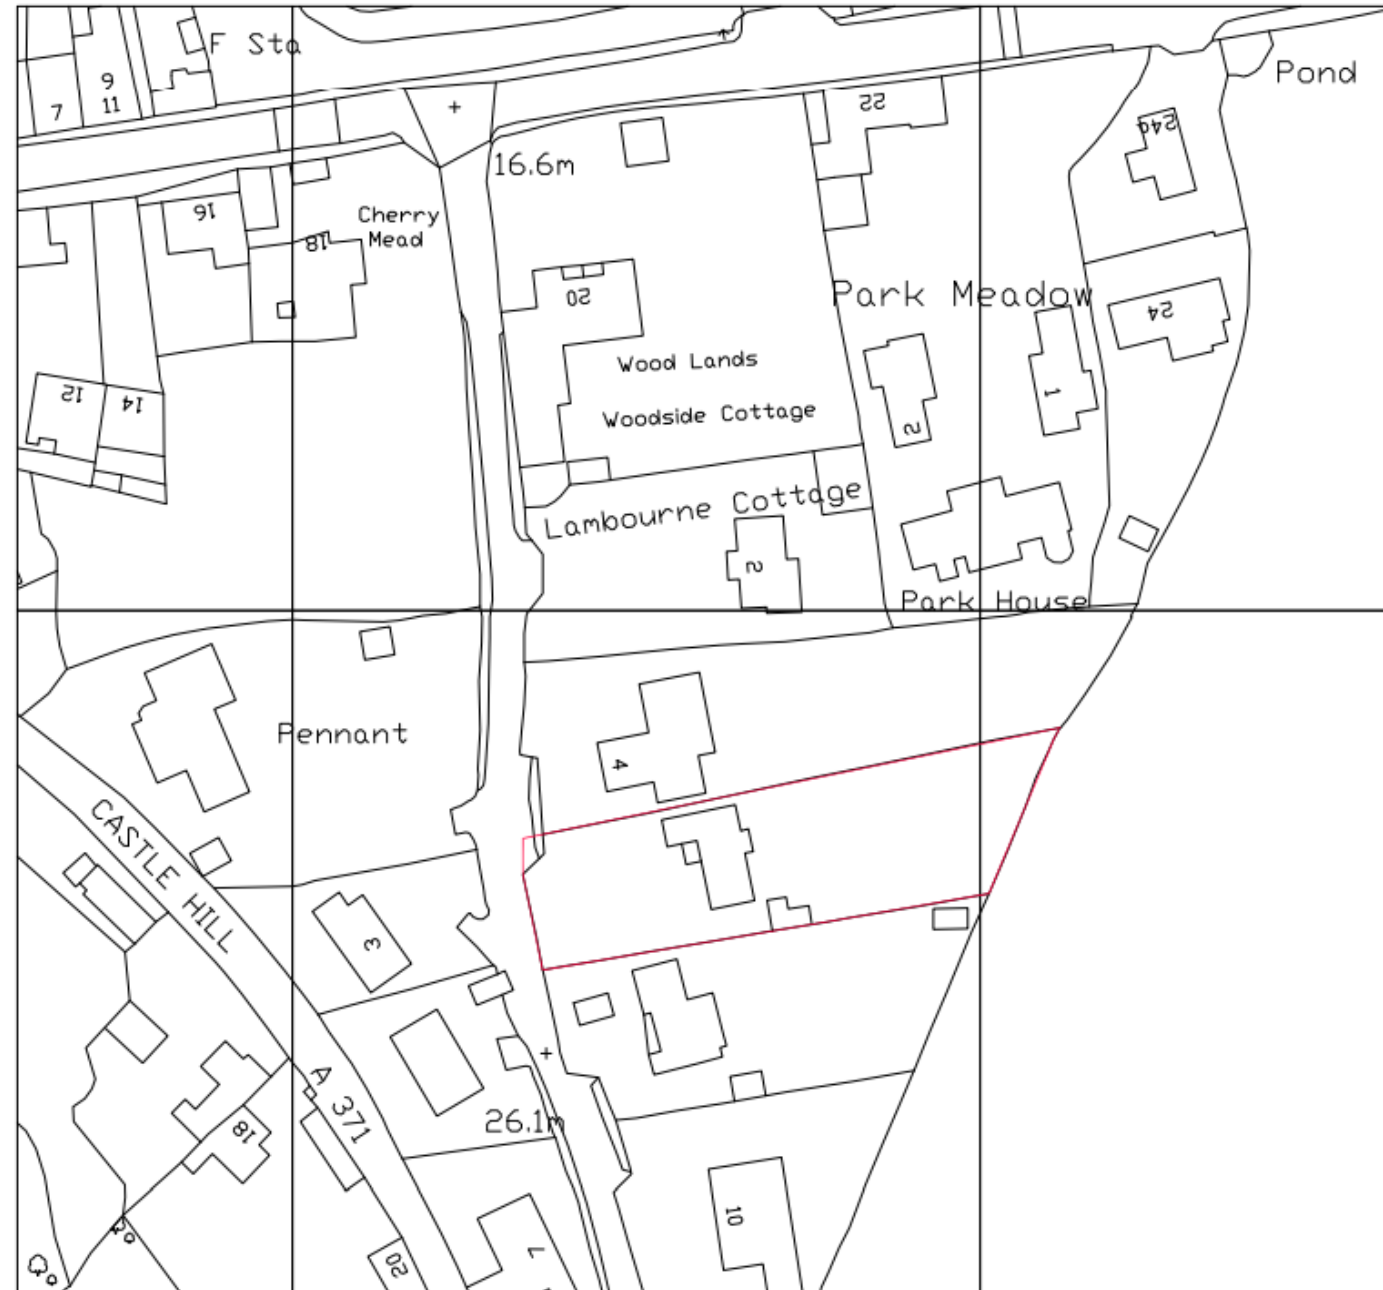 F Sta
Pond
9
7
11
22
24a
16.6m
16
Cherry
Mead
18
20
Park Meadow
24
Wood Lands
12
14
Woodside Cottage
1
2
Lambourne Cottage
2
Park House
Pennant
4
CASTLE HILL
3
A 371
26.1m
18
10
7
20